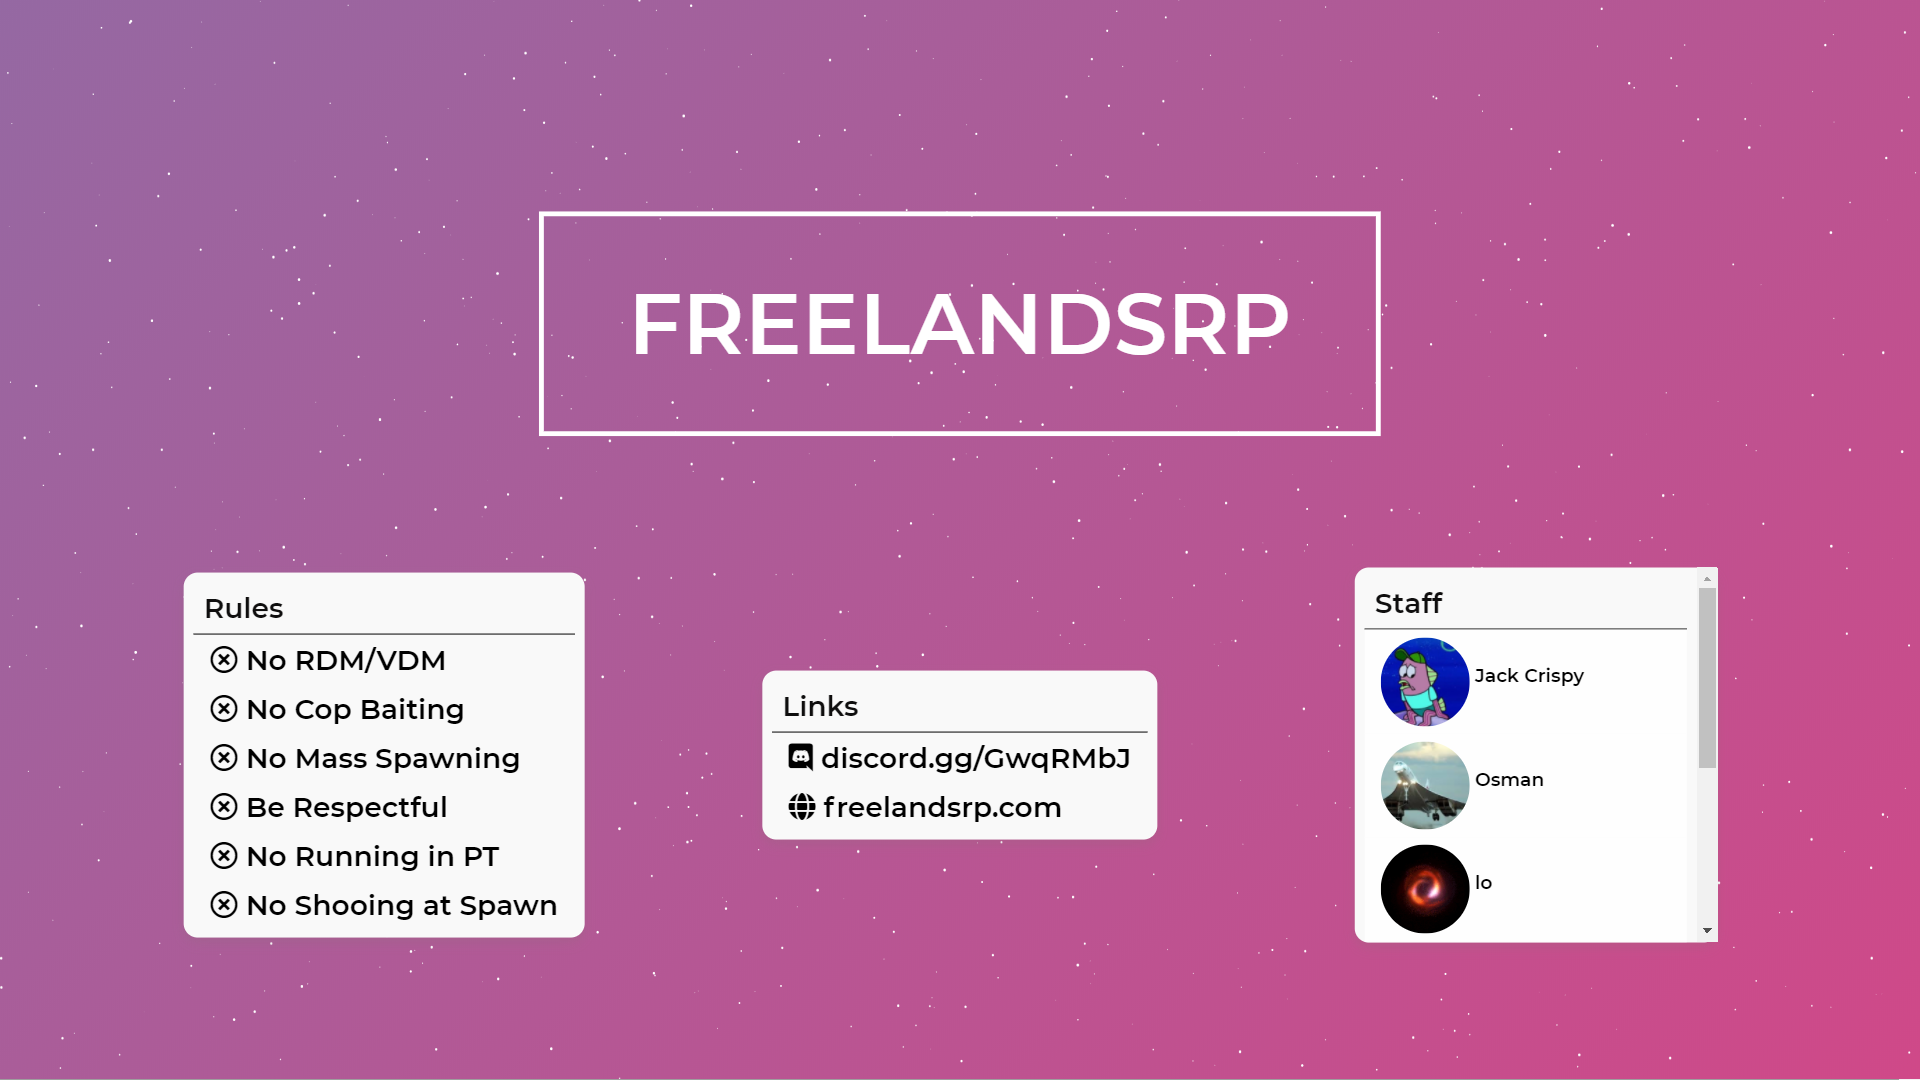 FREELANDSRP
Rules
No RDM/VDM
No Cop Baiting
No Mass Spawning
Be Respectful
No Running in PT
No Shooing at Spawn
Links
discord.gg/GwqRMbJ
freelandsrp.com
Staff
Jack Crispy
Osman
lo